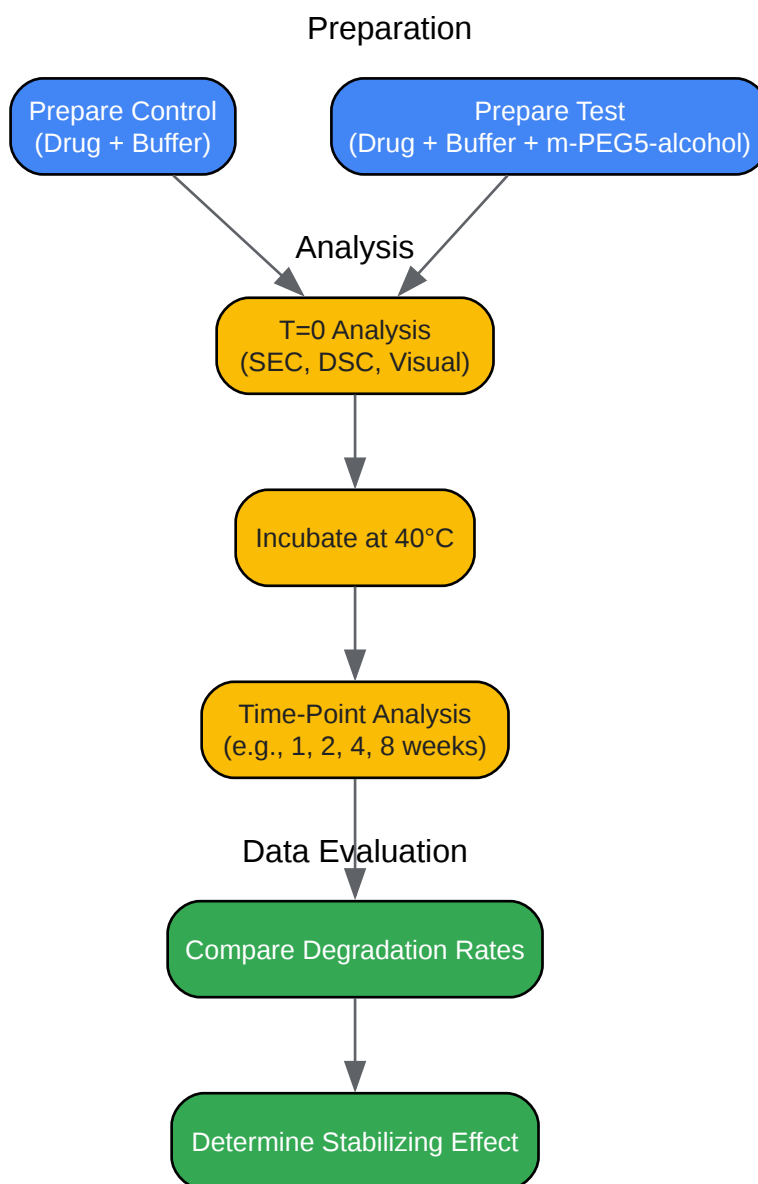 Preparation
Prepare Control
(Drug + Buffer)
Prepare Test
(Drug + Buffer + m-PEG5-alcohol)
Analysis
T=0 Analysis
(SEC, DSC, Visual)
Incubate at 40°C
Time-Point Analysis
(e.g., 1, 2, 4, 8 weeks)
Data Evaluation
Compare Degradation Rates
Determine Stabilizing Effect